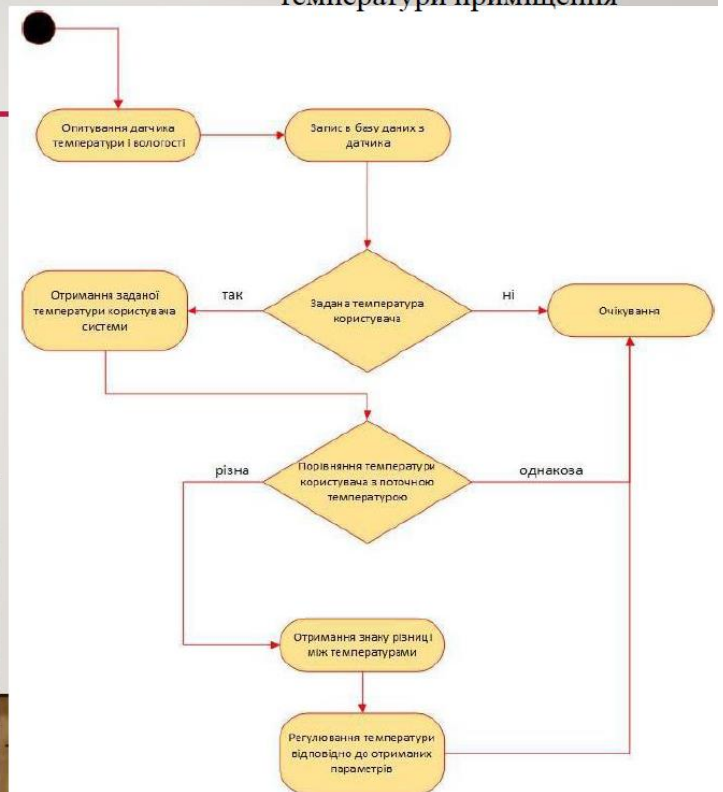 температури приміщення
Опитування датчика
температури і вологості
Запис в базу даних з
датчика
Задана температура
користувача
так
ні
Отримання заданої
температури користувача
системи
Очікування
Порівняння температури
користувача з поточною
температурою
різна
однакова
Отримання знаку різниці
між температурами
Регулювання температури
відповідно до отриманих
параметрів